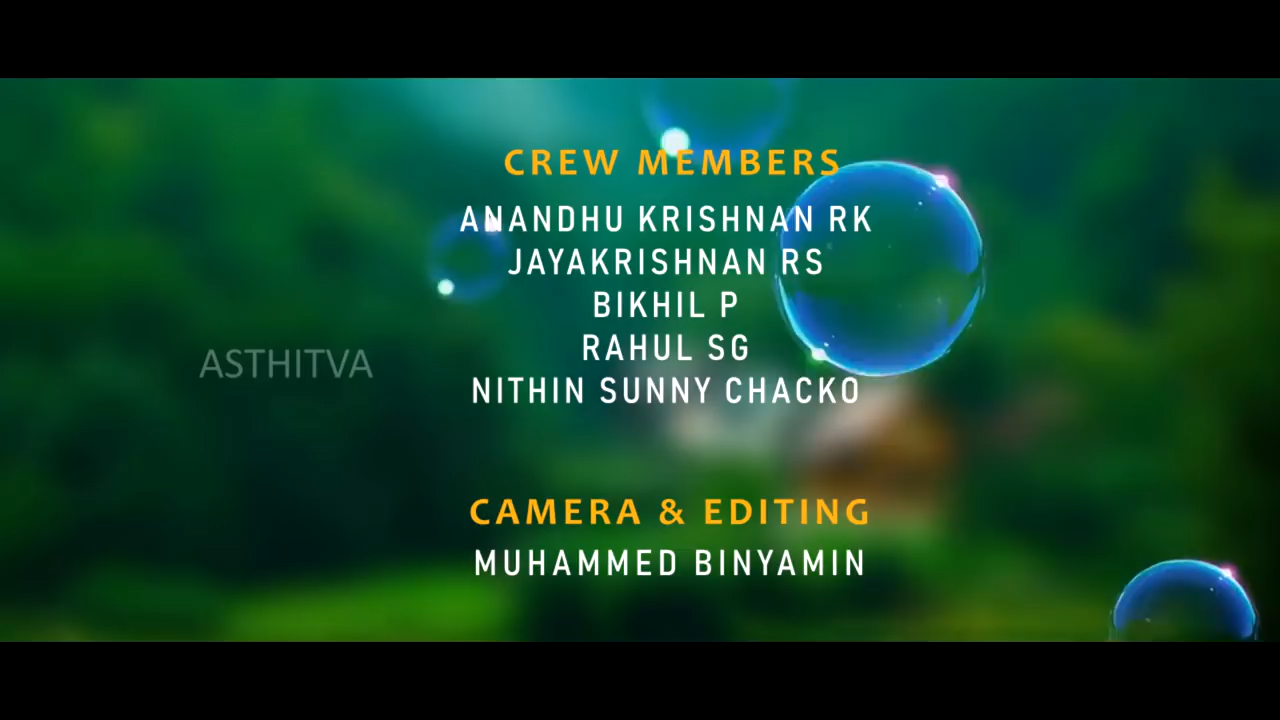 CREW MEMBERS
ANANDHU KRISHNAN RK
JAYAKRISHNAN RS
BIKHIL P
RAHUL SG
NITHIN SUNNY CHACKO
ASTHITVA
CAMERA & EDITING
MUHAMMED BINYAMIN